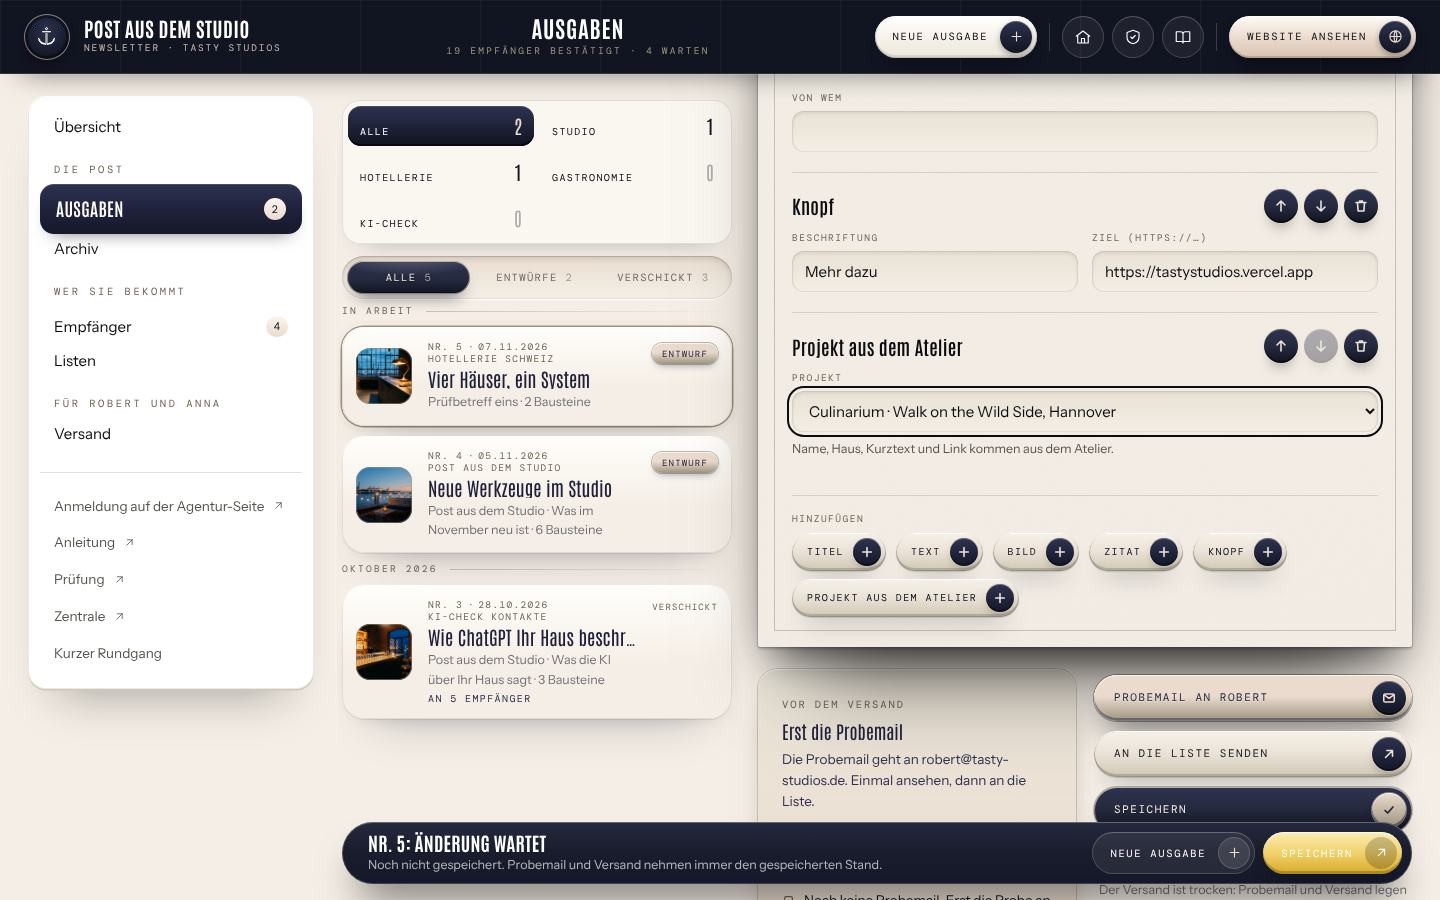 POST AUS DEM STUDIO
NEWSLETTER · TASTY STUDIOS
AUSGABEN
19 EMPFÄNGER BESTÄTIGT · 4 WARTEN
NEUE AUSGABE
WEBSITE ANSEHEN
Übersicht
DIE POST
AUSGABEN 2
Archiv
WER SIE BEKOMMT
Empfänger 4
Listen
FÜR ROBERT UND ANNA
Versand
Anmeldung auf der Agentur-Seite
Anleitung
Prüfung
Zentrale
Kurzer Rundgang
ALLE 2
STUDIO 1
HOTELLERIE 1
GASTRONOMIE 0
KI-CHECK 0
ALLE 5
ENTWÜRFE 2
VERSCHICKT 3
IN ARBEIT
NR. 5 · 07.11.2026
HOTELLERIE SCHWEIZ
ENTWURF
Vier Häuser, ein System
Prüfbetreff eins · 2 Bausteine
NR. 4 · 05.11.2026
POST AUS DEM STUDIO
ENTWURF
Neue Werkzeuge im Studio
Post aus dem Studio · Was im
November neu ist · 6 Bausteine
OKTOBER 2026
NR. 3 · 28.10.2026
KI-CHECK KONTAKTE
VERSCHICKT
Wie ChatGPT Ihr Haus beschr…
Post aus dem Studio · Was die KI
über Ihr Haus sagt · 3 Bausteine
AN 5 EMPFÄNGER
VON WEM
Knopf
BESCHRIFTUNG
ZIEL (HTTPS://…)
Mehr dazu
https://tastystudios.vercel.app
Projekt aus dem Atelier
PROJEKT
Culinarium · Walk on the Wild Side, Hannover
Name, Haus, Kurztext und Link kommen aus dem Atelier.
HINZUFÜGEN
TITEL
TEXT
BILD
ZITAT
KNOPF
PROJEKT AUS DEM ATELIER
VOR DEM VERSAND
Erst die Probemail
Die Probemail geht an robert@tasty-
studios.de. Einmal ansehen, dann an die
Liste.
PROBEMAIL AN ROBERT
AN DIE LISTE SENDEN
SPEICHERN
NR. 5: ÄNDERUNG WARTET
Noch nicht gespeichert. Probemail und Versand nehmen immer den gespeicherten Stand.
NEUE AUSGABE
SPEICHERN
Noch keine Probemail. Erst die Probe an
Der Versand ist trocken: Probemail und Versand legen